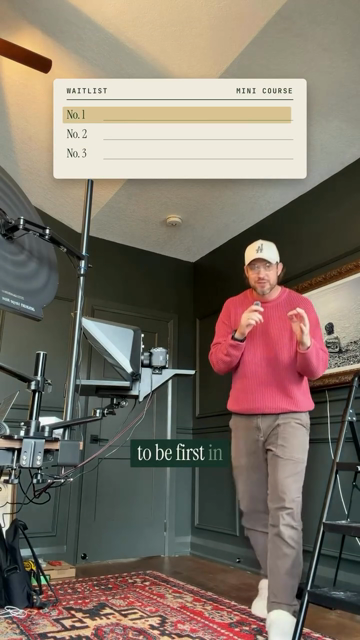 WAITLIST MINI COURSE
No. 1
No. 2
No. 3
to be first in